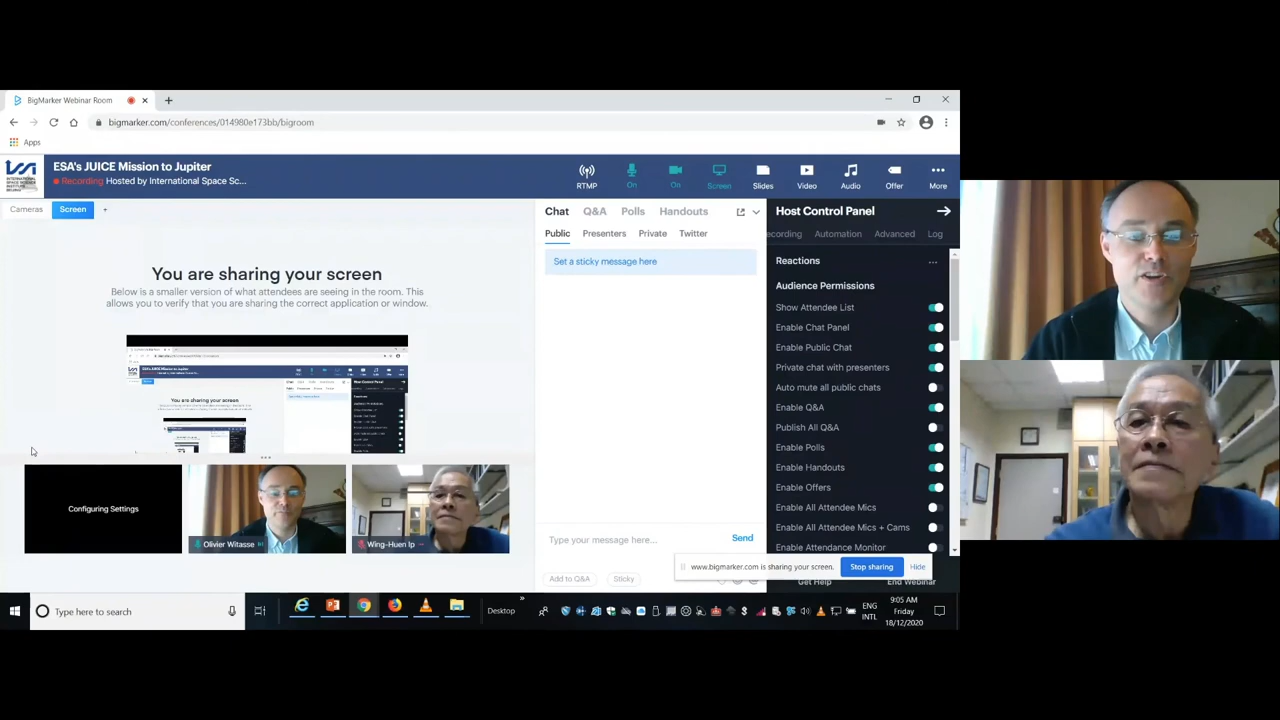 BigMarker Webinar Room
bigmarker.com/conferences/014980e173bb/bigroom
Apps
INTERNATIONAL
SPACE SCIENCE
INSTITUTE
BEIJING
ESA's JUICE Mission to Jupiter
Recording Hosted by International Space Sc...
RTMP On On Screen Slides Video Audio Offer More
Cameras Screen +
Chat Q&A Polls Handouts
Host Control Panel
Public Presenters Private Twitter
ecording Automation Advanced Log
Set a sticky message here
Reactions ...
Audience Permissions
You are sharing your screen
Below is a smaller version of what attendees are seeing in the room. This
allows you to verify that you are sharing the correct application or window.
Show Attendee List
Enable Chat Panel
Enable Public Chat
Private chat with presenters
Auto mute all public chats
Enable Q&A
Publish All Q&A
Enable Polls
Enable Handouts
Enable Offers
Enable All Attendee Mics
Enable All Attendee Mics + Cams
Enable Attendance Monitor
Configuring Settings
Olivier Witasse
Wing-Huen Ip
Type your message here...
Send
www.bigmarker.com is sharing your screen.
Stop sharing
Hide
Add to Q&A
Sticky
Get Help
End Webinar
Type here to search
Desktop
ENG
INTL
9:05 AM
Friday
18/12/2020